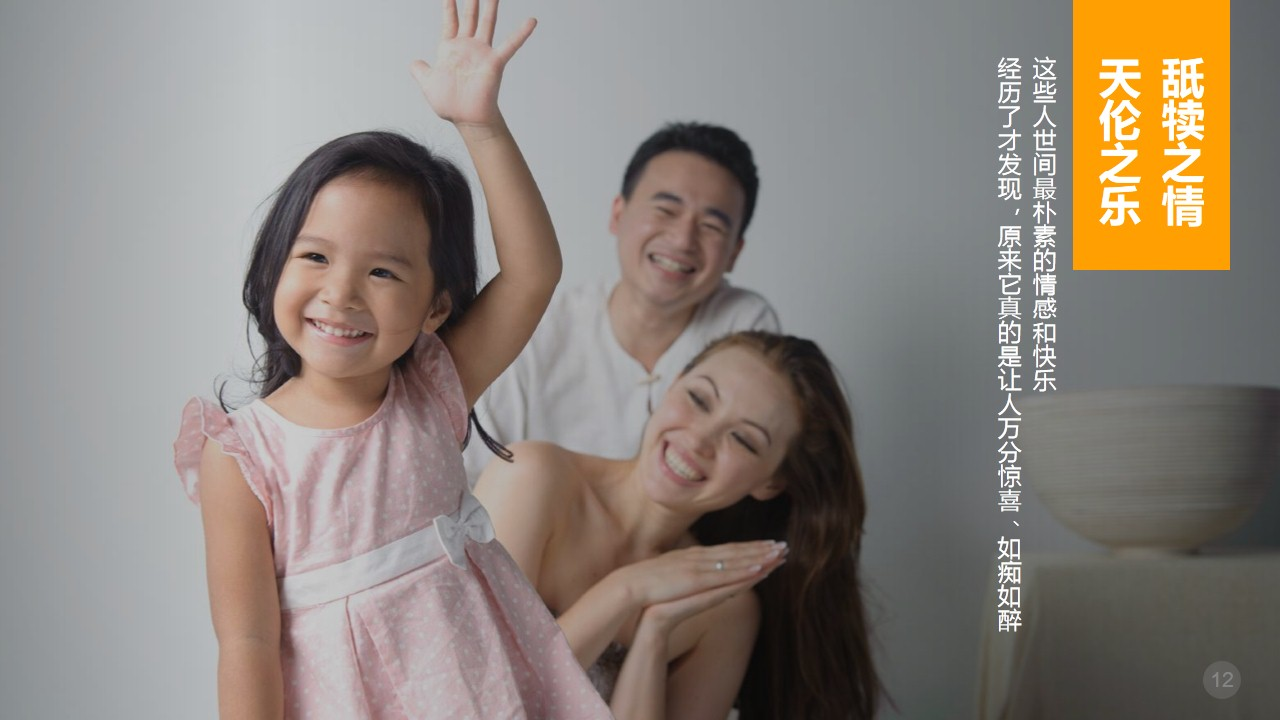 舐犊之情
天伦之乐
这些人世间最朴素的情感和快乐
经历了才发现，原来它真的是让人万分惊喜、如痴如醉
12